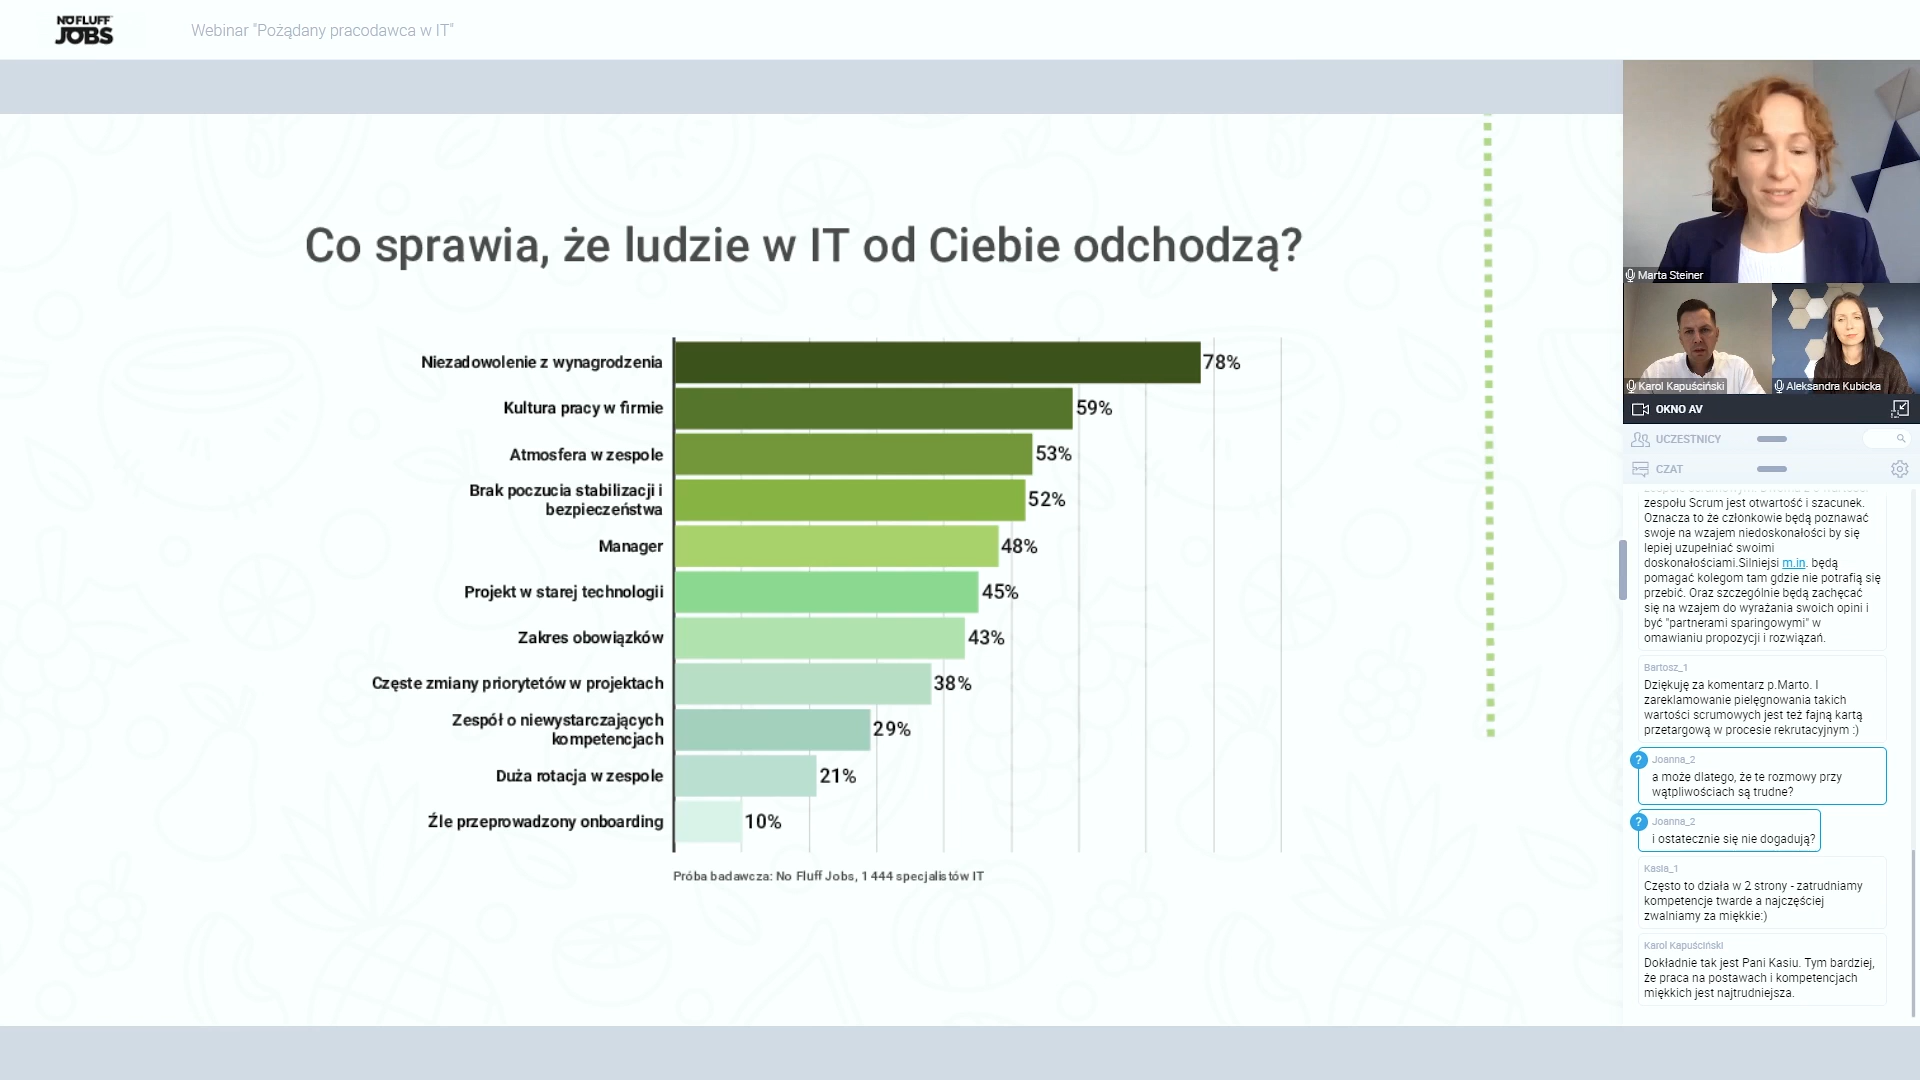 NO FLUFF
JOBS
Webinar "Pożądany pracodawca w IT"
Co sprawia, że ludzie w IT od Ciebie odchodzą?
Niezadowolenie z wynagrodzenia 78%
Kultura pracy w firmie 59%
Atmosfera w zespole 53%
Brak poczucia stabilizacji i
bezpieczeństwa 52%
Manager 48%
Projekt w starej technologii 45%
Zakres obowiązków 43%
Częste zmiany priorytetów w projektach 38%
Zespół o niewystarczających
kompetencjach 29%
Duża rotacja w zespole 21%
Źle przeprowadzony onboarding 10%
Próba badawcza: No Fluff Jobs, 1 444 specjalistów IT
Marta Steiner
Karol Kapuściński
Aleksandra Kubicka
OKNO AV
UCZESTNICY
CZAT
zespołu Scrum jest otwartość i szacunek.
Oznacza to że członkowie będą poznawać
swoje na wzajem niedoskonałości by się
lepiej uzupełniać swoimi
doskonałościami.Silniejsi m.in. będą
pomagać kolegom tam gdzie nie potrafią się
przebić. Oraz szczególnie będą zachęcać
się na wzajem do wyrażania swoich opini i
być "partnerami sparingowymi" w
omawianiu propozycji i rozwiązań.
Bartosz_1
Dziękuję za komentarz p.Marto. I
zareklamowanie pielęgnowania takich
wartości scrumowych jest też fajną kartą
przetargową w procesie rekrutacyjnym :)
?
Joanna_2
a może dlatego, że te rozmowy przy
wątpliwościach są trudne?
?
Joanna_2
i ostatecznie się nie dogadują?
Kasia_1
Często to działa w 2 strony - zatrudniamy
kompetencje twarde a najczęściej
zwalniamy za miękkie:)
Karol Kapuściński
Dokładnie tak jest Pani Kasiu. Tym bardziej,
że praca na postawach i kompetencjach
miękkich jest najtrudniejsza.